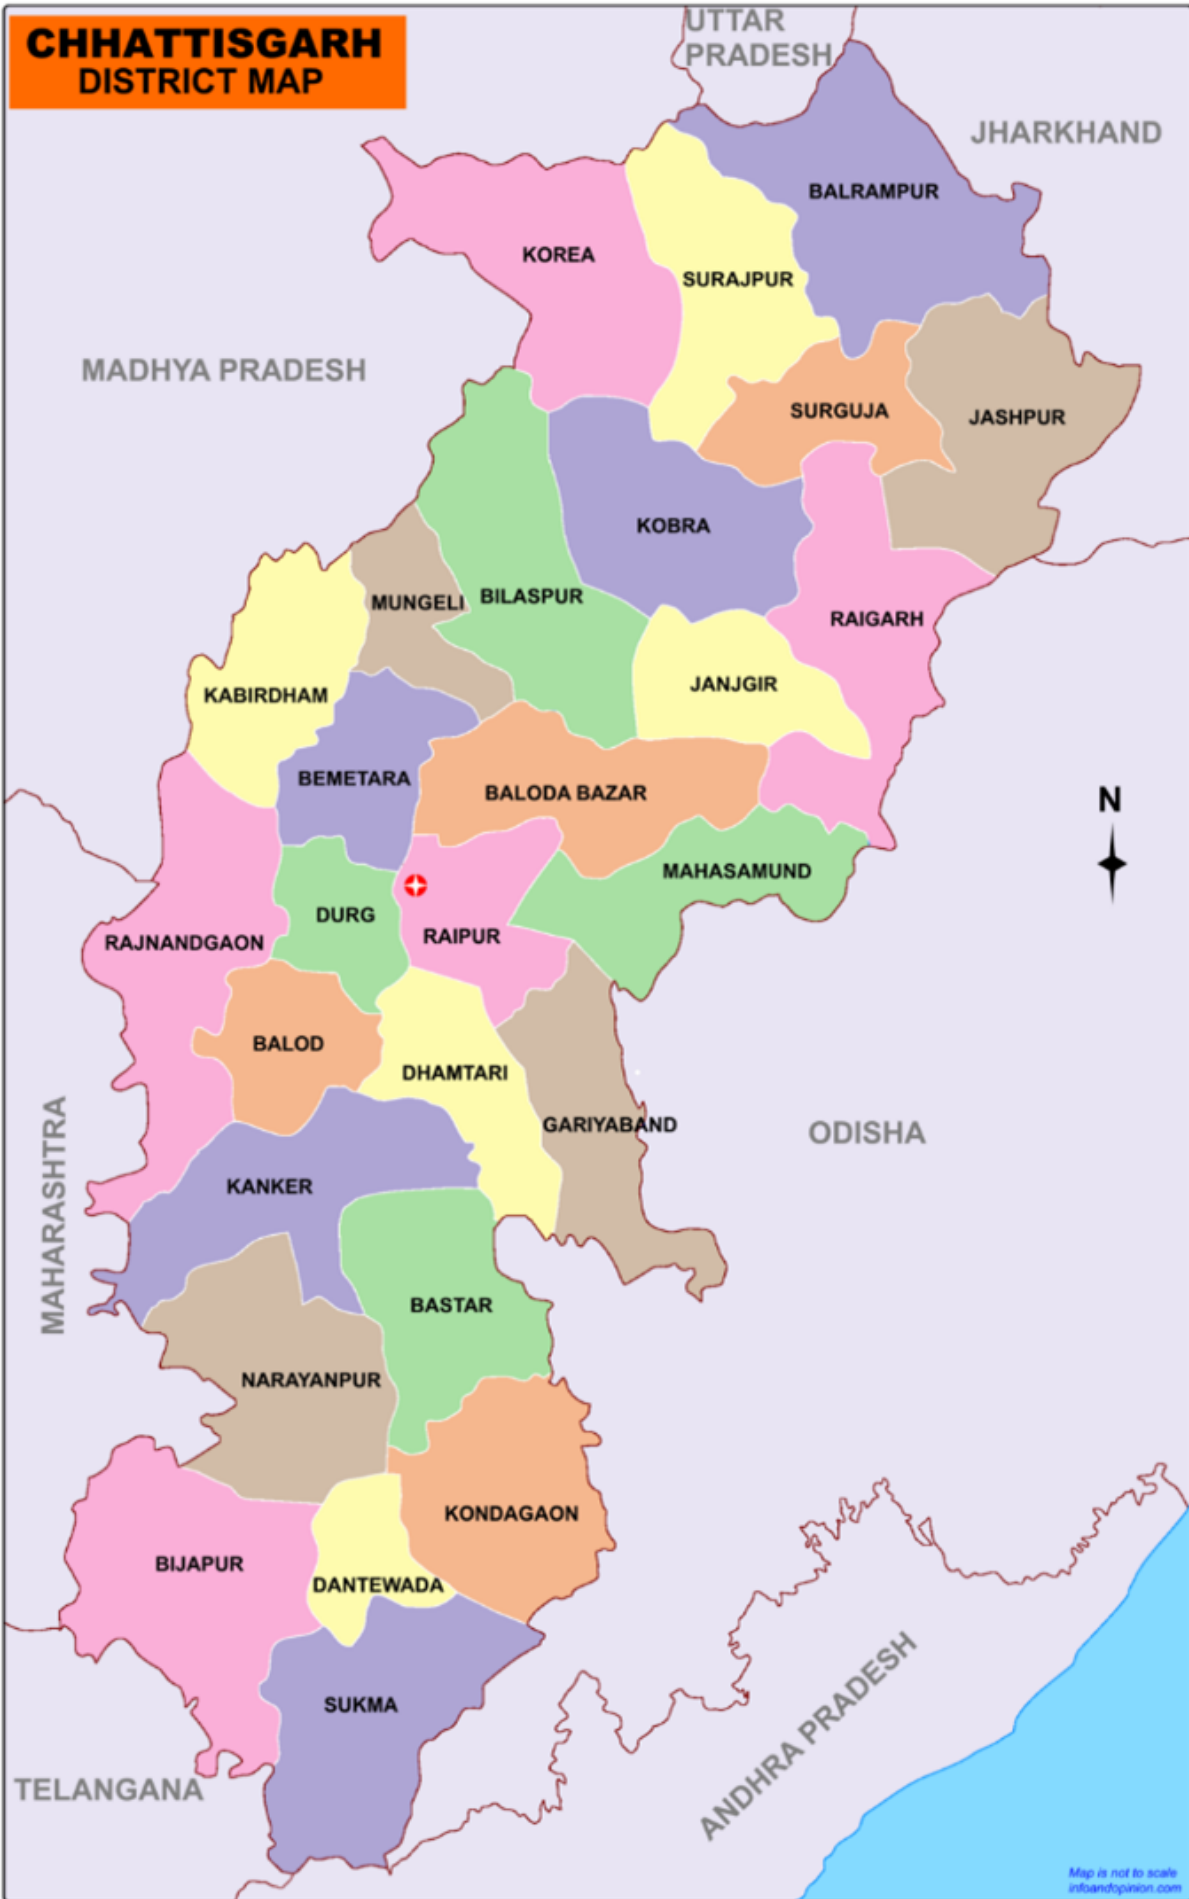 CHHATTISGARH
DISTRICT MAP
UTTAR
PRADESH
JHARKHAND
BALRAMPUR
KOREA
SURAJPUR
MADHYA PRADESH
SURGUJA
JASHPUR
KOBRA
BILASPUR
MUNGELI
RAIGARH
JANJGIR
KABIRDHAM
BEMETARA
BALODA BAZAR
N
MAHASAMUND
DURG
RAIPUR
RAJNANDGAON
BALOD
DHAMTARI
GARIYABAND
ODISHA
MAHARASHTRA
KANKER
BASTAR
NARAYANPUR
KONDAGAON
BIJAPUR
DANTEWADA
SUKMA
ANDHRA PRADESH
TELANGANA
Map is not to scale
infoandopinion.com